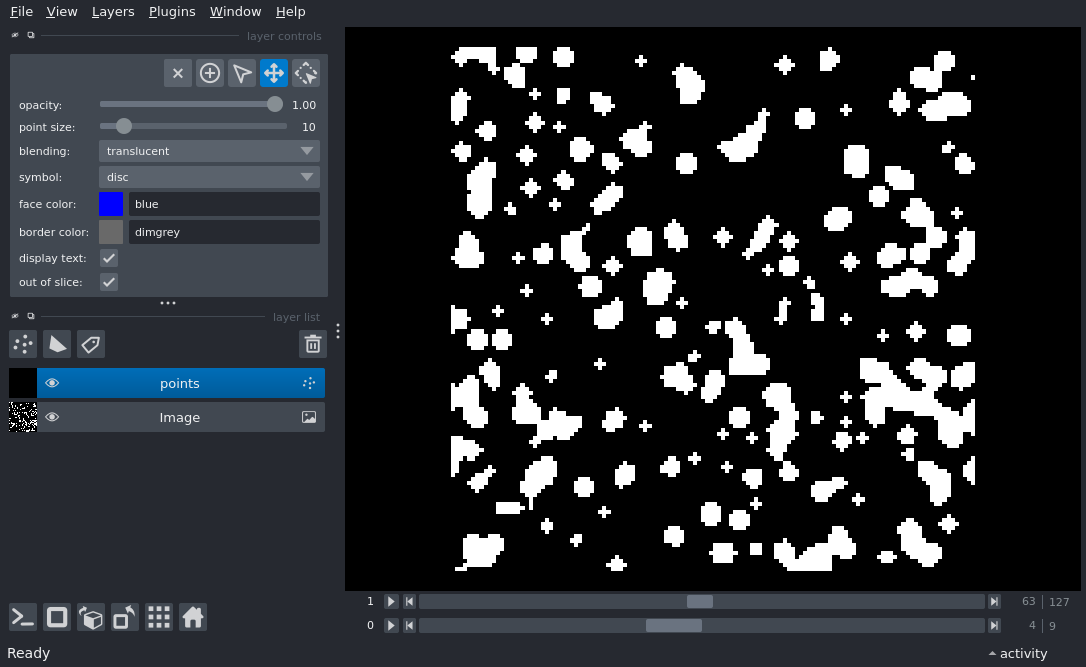 File View Layers Plugins Window Help
layer controls
opacity: 1.00
point size: 10
blending: translucent
symbol: disc
face color: blue
border color: dimgrey
display text:
out of slice:
layer list
points
Image
1 63 127
0 4 9
Ready activity